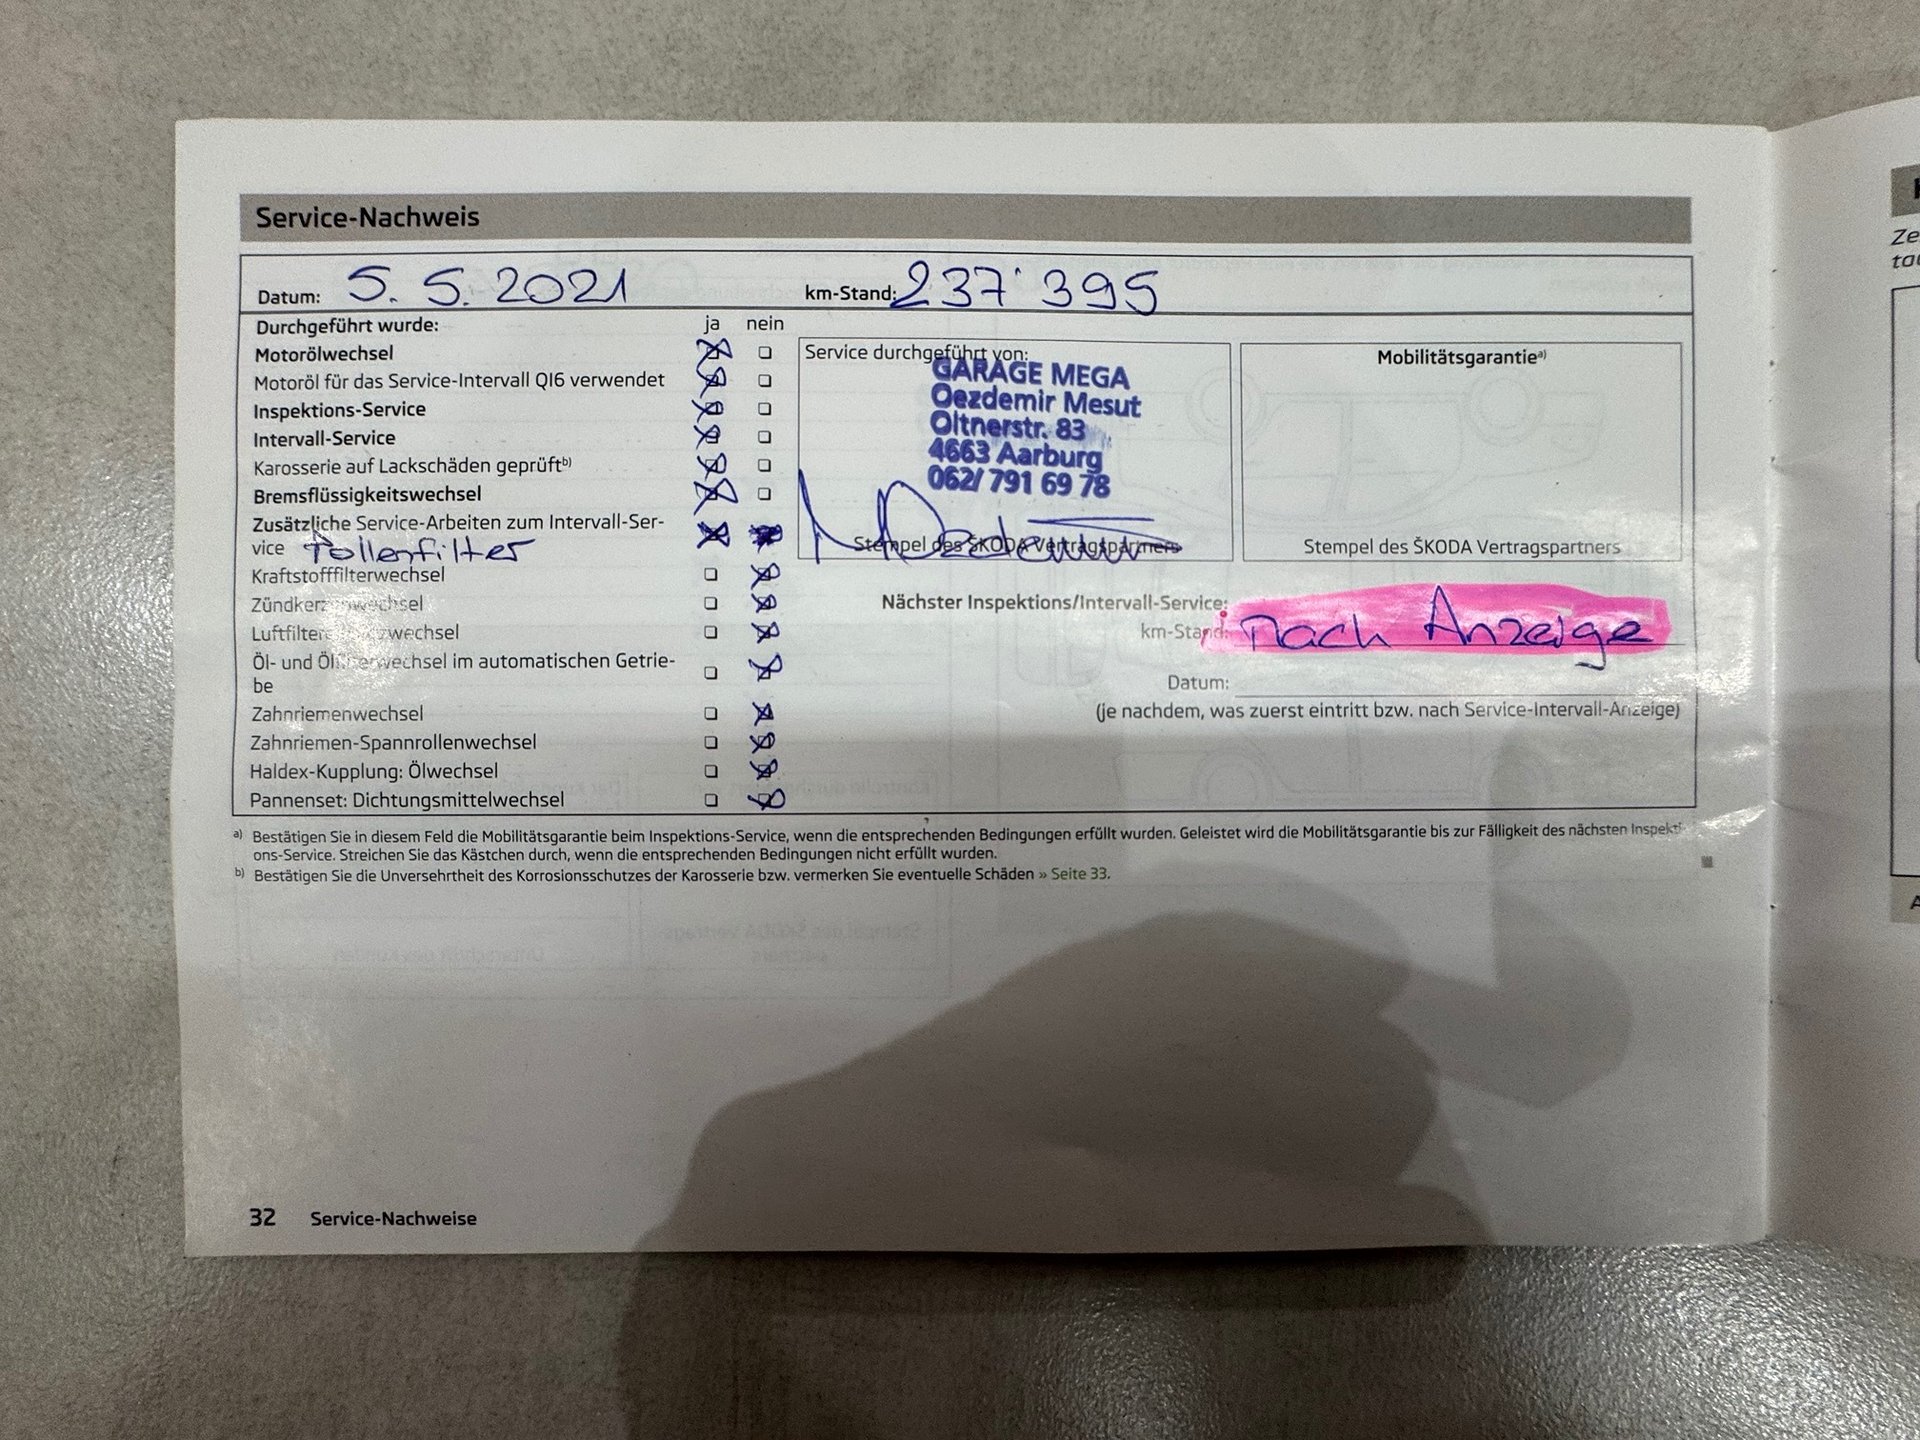 Service-Nachweis
Datum: 5. 5. 2021 km-Stand: 237'395
Durchgeführt wurde: ja nein
Motorölwechsel
Motoröl für das Service-Intervall QI6 verwendet
Inspektions-Service
Intervall-Service
Karosserie auf Lackschäden geprüft b)
Bremsflüssigkeitswechsel
Zusätzliche Service-Arbeiten zum Intervall-Ser-
vice Pollenfilter
Kraftstofffilterwechsel
Zündkerzenwechsel
Öl- und Ölfilterwechsel im automatischen Getrie-
be
Zahnriemenwechsel
Zahnriemen-Spannrollenwechsel
Haldex-Kupplung: Ölwechsel
Pannenset: Dichtungsmittelwechsel
Service durchgeführt von:
GARAGE MEGA
Oezdemir Mesut
Oltnerstr. 83
4663 Aarburg
062/ 791 69 78
Stempel des ŠKODA Vertragspartners
Mobilitätsgarantie a)
Stempel des ŠKODA Vertragspartners
Nächster Inspektions/Intervall-Service:
km-Stand: nach Anzeige
Datum:
(je nachdem, was zuerst eintritt bzw. nach Service-Intervall-Anzeige)
a) Bestätigen Sie in diesem Feld die Mobilitätsgarantie beim Inspektions-Service, wenn die entsprechenden Bedingungen erfüllt wurden. Geleistet wird die Mobilitätsgarantie bis zur Fälligkeit des nächsten Inspekti-
ons-Service. Streichen Sie das Kästchen durch, wenn die entsprechenden Bedingungen nicht erfüllt wurden.
b) Bestätigen Sie die Unversehrtheit des Korrosionsschutzes der Karosserie bzw. vermerken Sie eventuelle Schäden » Seite 33.
32 Service-Nachweise
Ze